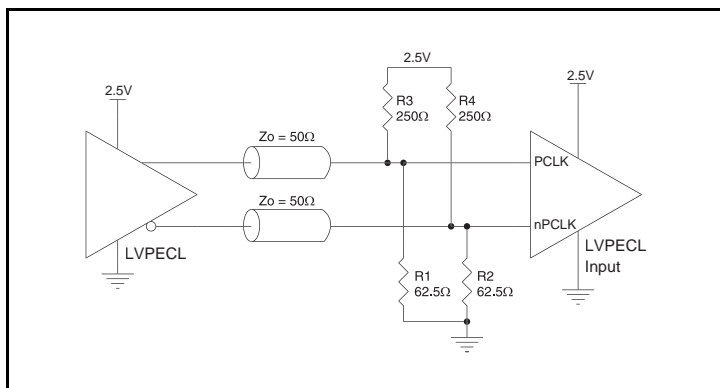 2.5V
2.5V
2.5V
R3
250Ω
R4
250Ω
Zo = 50Ω
PCLK
Zo = 50Ω
nPCLK
LVPECL
LVPECL
Input
R1
62.5Ω
R2
62.5Ω